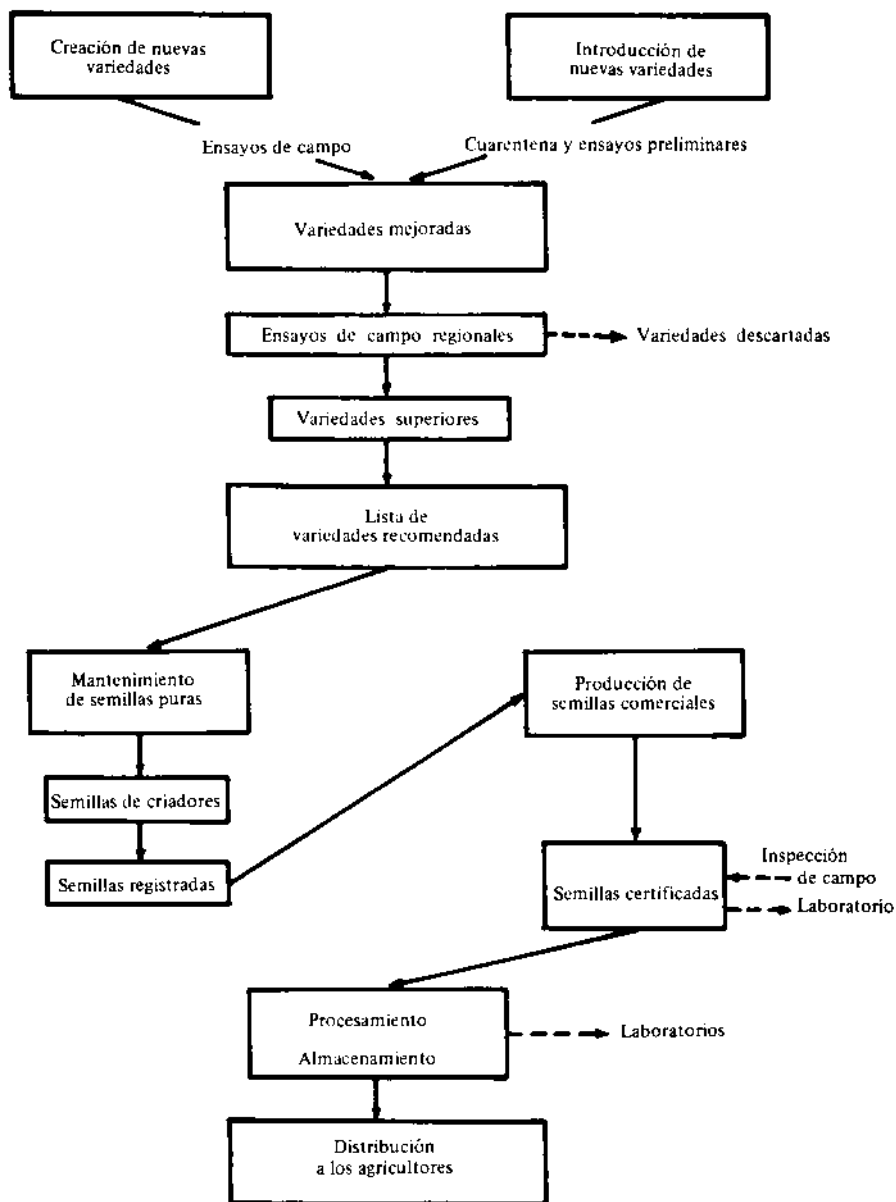 Creación de nuevas
variedades
Introducción de
nuevas variedades
Ensayos de campo
Cuarentena y ensayos preliminares
Variedades mejoradas
Ensayos de campo regionales
Variedades descartadas
Variedades superiores
Lista de
variedades recomendadas
Mantenimiento
de semillas puras
Producción de
semillas comerciales
Semillas de criadores
Semillas registradas
Semillas certificadas
Inspección
de campo
Laboratorio
Procesamiento
Almacenamiento
Laboratorios
Distribución
a los agricultores